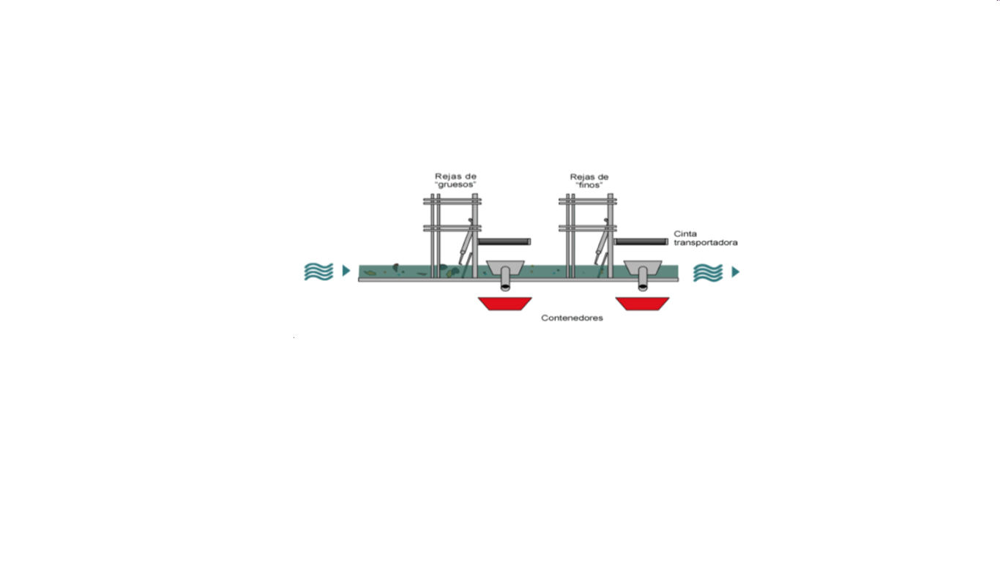 Rejas de
"gruesos"
Rejas de
"finos"
Cinta
transportadora
Contenedores